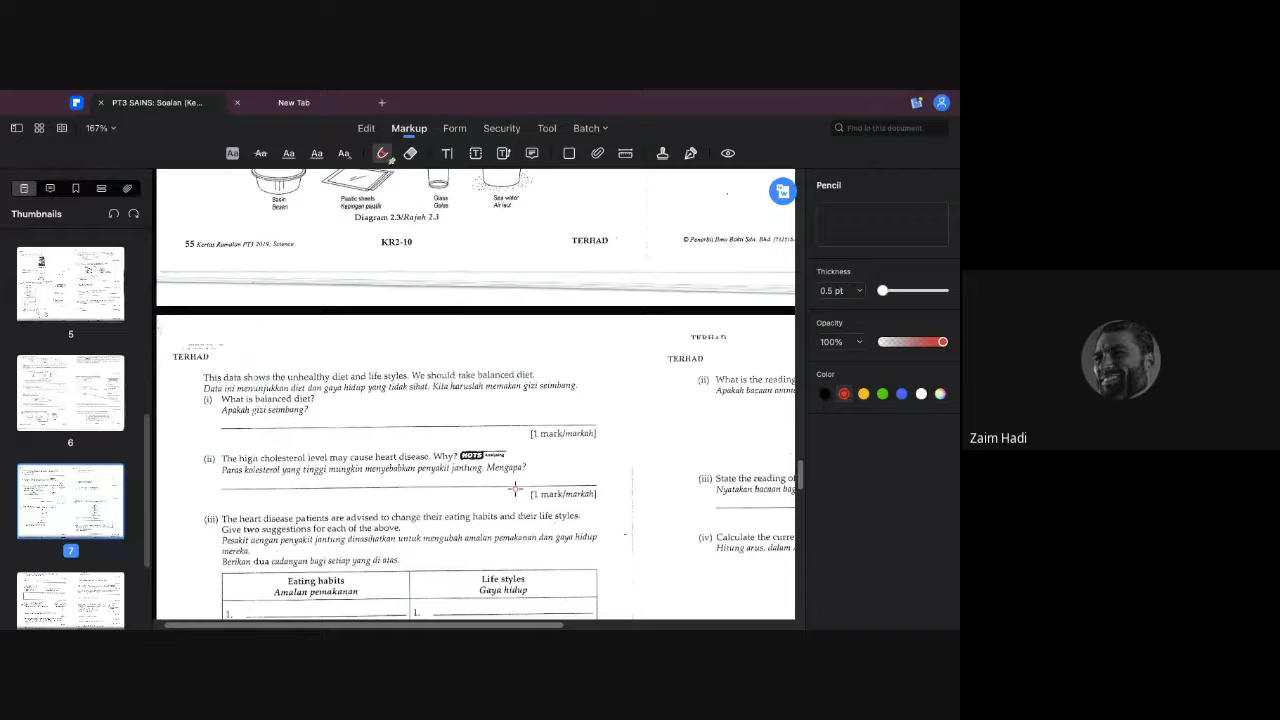 PT3 SAINS: Soalan (Ke...
New Tab
167%
Edit
Markup
Form
Security
Tool
Batch
Find in this document
Thumbnails
5
6
7
Basin
Besen
Plastic sheets
Kepingan plastik
Glass
Gelas
Sea water
Air laut
Diagram 2.3/Rajah 2.3
55 Kertas Ramalan PT3 2019: Science
KR2-10
TERHAD
© Penerbit Ilmu Bakti Sdn. Bhd.
TERHAD
This data shows the unhealthy diet and life styles. We should take balanced diet.
Data ini menunjukkan diet dan gaya hidup yang tidak sihat. Kita haruslah memakan gizi seimbang.
(i) What is balanced diet?
Apakah gizi seimbang?
[1 mark/markah]
(ii) The high cholesterol level may cause heart disease. Why? HOTS Analysing
Paras kolesterol yang tinggi mungkin menyebabkan penyakit jantung. Mengapa?
[1 mark/markah]
(iii) The heart disease patients are advised to change their eating habits and their life styles.
Give two suggestions for each of the above.
Pesakit dengan penyakit jantung dinasihatkan untuk mengubah amalan pemakanan dan gaya hidup
mereka.
Berikan dua cadangan bagi setiap yang di atas.
Eating habits
Amalan pemakanan
Life styles
Gaya hidup
1.
1.
TERHAD
TERHAD
(ii) What is the reading
Apakah bacaan
(iii) State the reading of
Nyatakan bacaan bag
(iv) Calculate the curre
Hitung arus, dalam
Pencil
Thickness
0.5 pt
Opacity
100%
Color
Zaim Hadi